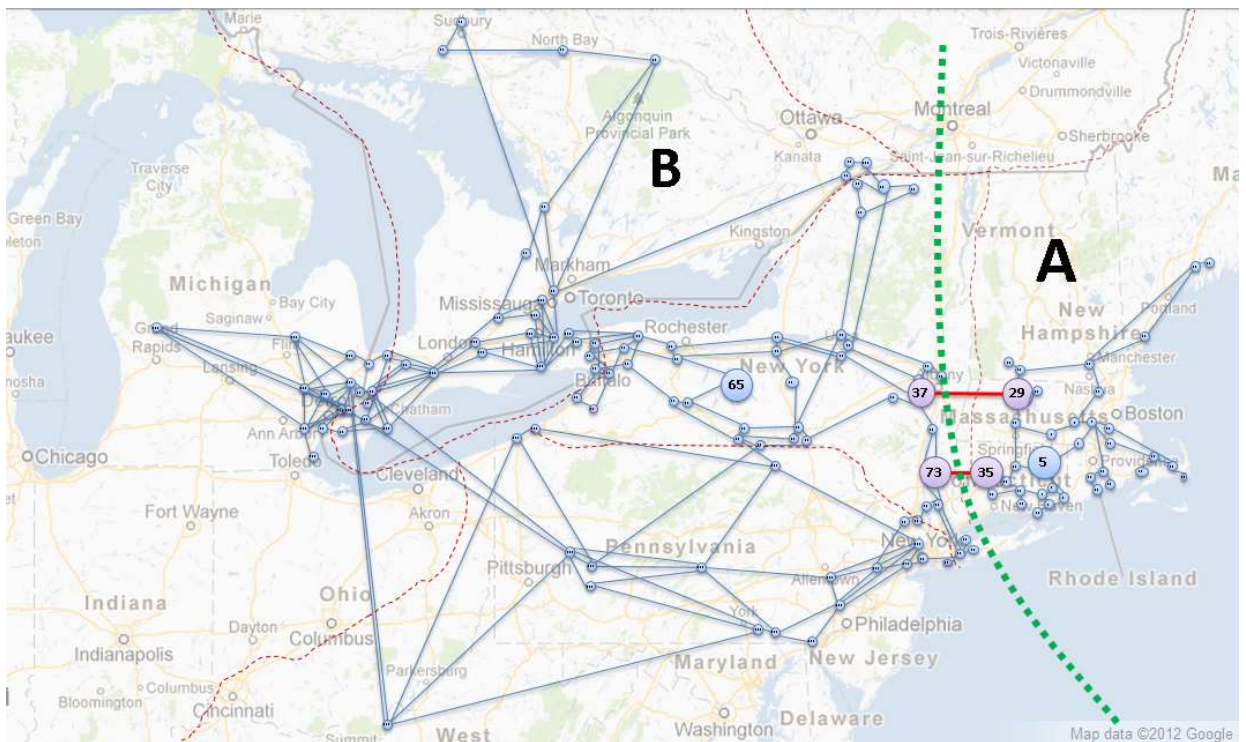 Marie
Sudbury
North Bay
Trois-Rivières
Victoriaville
Drummondville
Algonquin
Provincial Park
Ottawa
Montreal
Kanata
Sherbrooke
Saint-Jean-sur-Richelieu
B
Green Bay
Traverse
City
Kingston
Vermont
A
Markham
Michigan
Bay City
Mississauga
Toronto
Portland
New
Hampshire
Saginaw
Grand
Rapids
London
Hamilton
Rochester
Manchester
Lansing
Buffalo
New York
65
37
29
Nashua
Massachusetts
Boston
Chatham
Ann Arbor
Chicago
Toledo
Cleveland
73
35
5
Springfield
Providence
New Haven
Fort Wayne
Akron
New York
Pennsylvania
Pittsburgh
Allentown
Rhode Island
Indiana
Ohio
York
Philadelphia
Dayton
Columbus
Indianapolis
Maryland
New Jersey
Parkersburg
Bloomington
Columbus
Cincinnati
Washington
Delaware
Summit
West
Map data ©2012 Google